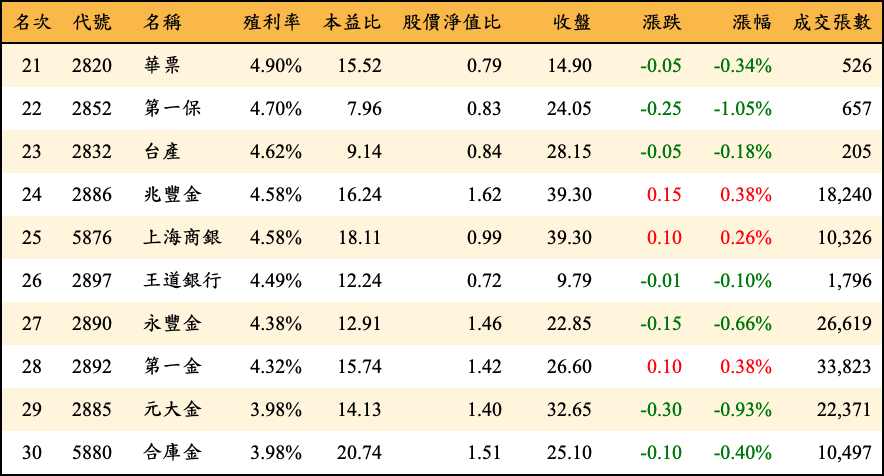 名次 代號 名稱 殖利率 本益比 股價淨值比 收盤 漲跌 漲幅 成交張數
21 2820 華票 4.90% 15.52 0.79 14.90 -0.05 -0.34% 526
22 2852 第一保 4.70% 7.96 0.83 24.05 -0.25 -1.05% 657
23 2832 台產 4.62% 9.14 0.84 28.15 -0.05 -0.18% 205
24 2886 兆豐金 4.58% 16.24 1.62 39.30 0.15 0.38% 18,240
25 5876 上海商銀 4.58% 18.11 0.99 39.30 0.10 0.26% 10,326
26 2897 王道銀行 4.49% 12.24 0.72 9.79 -0.01 -0.10% 1,796
27 2890 永豐金 4.38% 12.91 1.46 22.85 -0.15 -0.66% 26,619
28 2892 第一金 4.32% 15.74 1.42 26.60 0.10 0.38% 33,823
29 2885 元大金 3.98% 14.13 1.40 32.65 -0.30 -0.93% 22,371
30 5880 合庫金 3.98% 20.74 1.51 25.10 -0.10 -0.40% 10,497